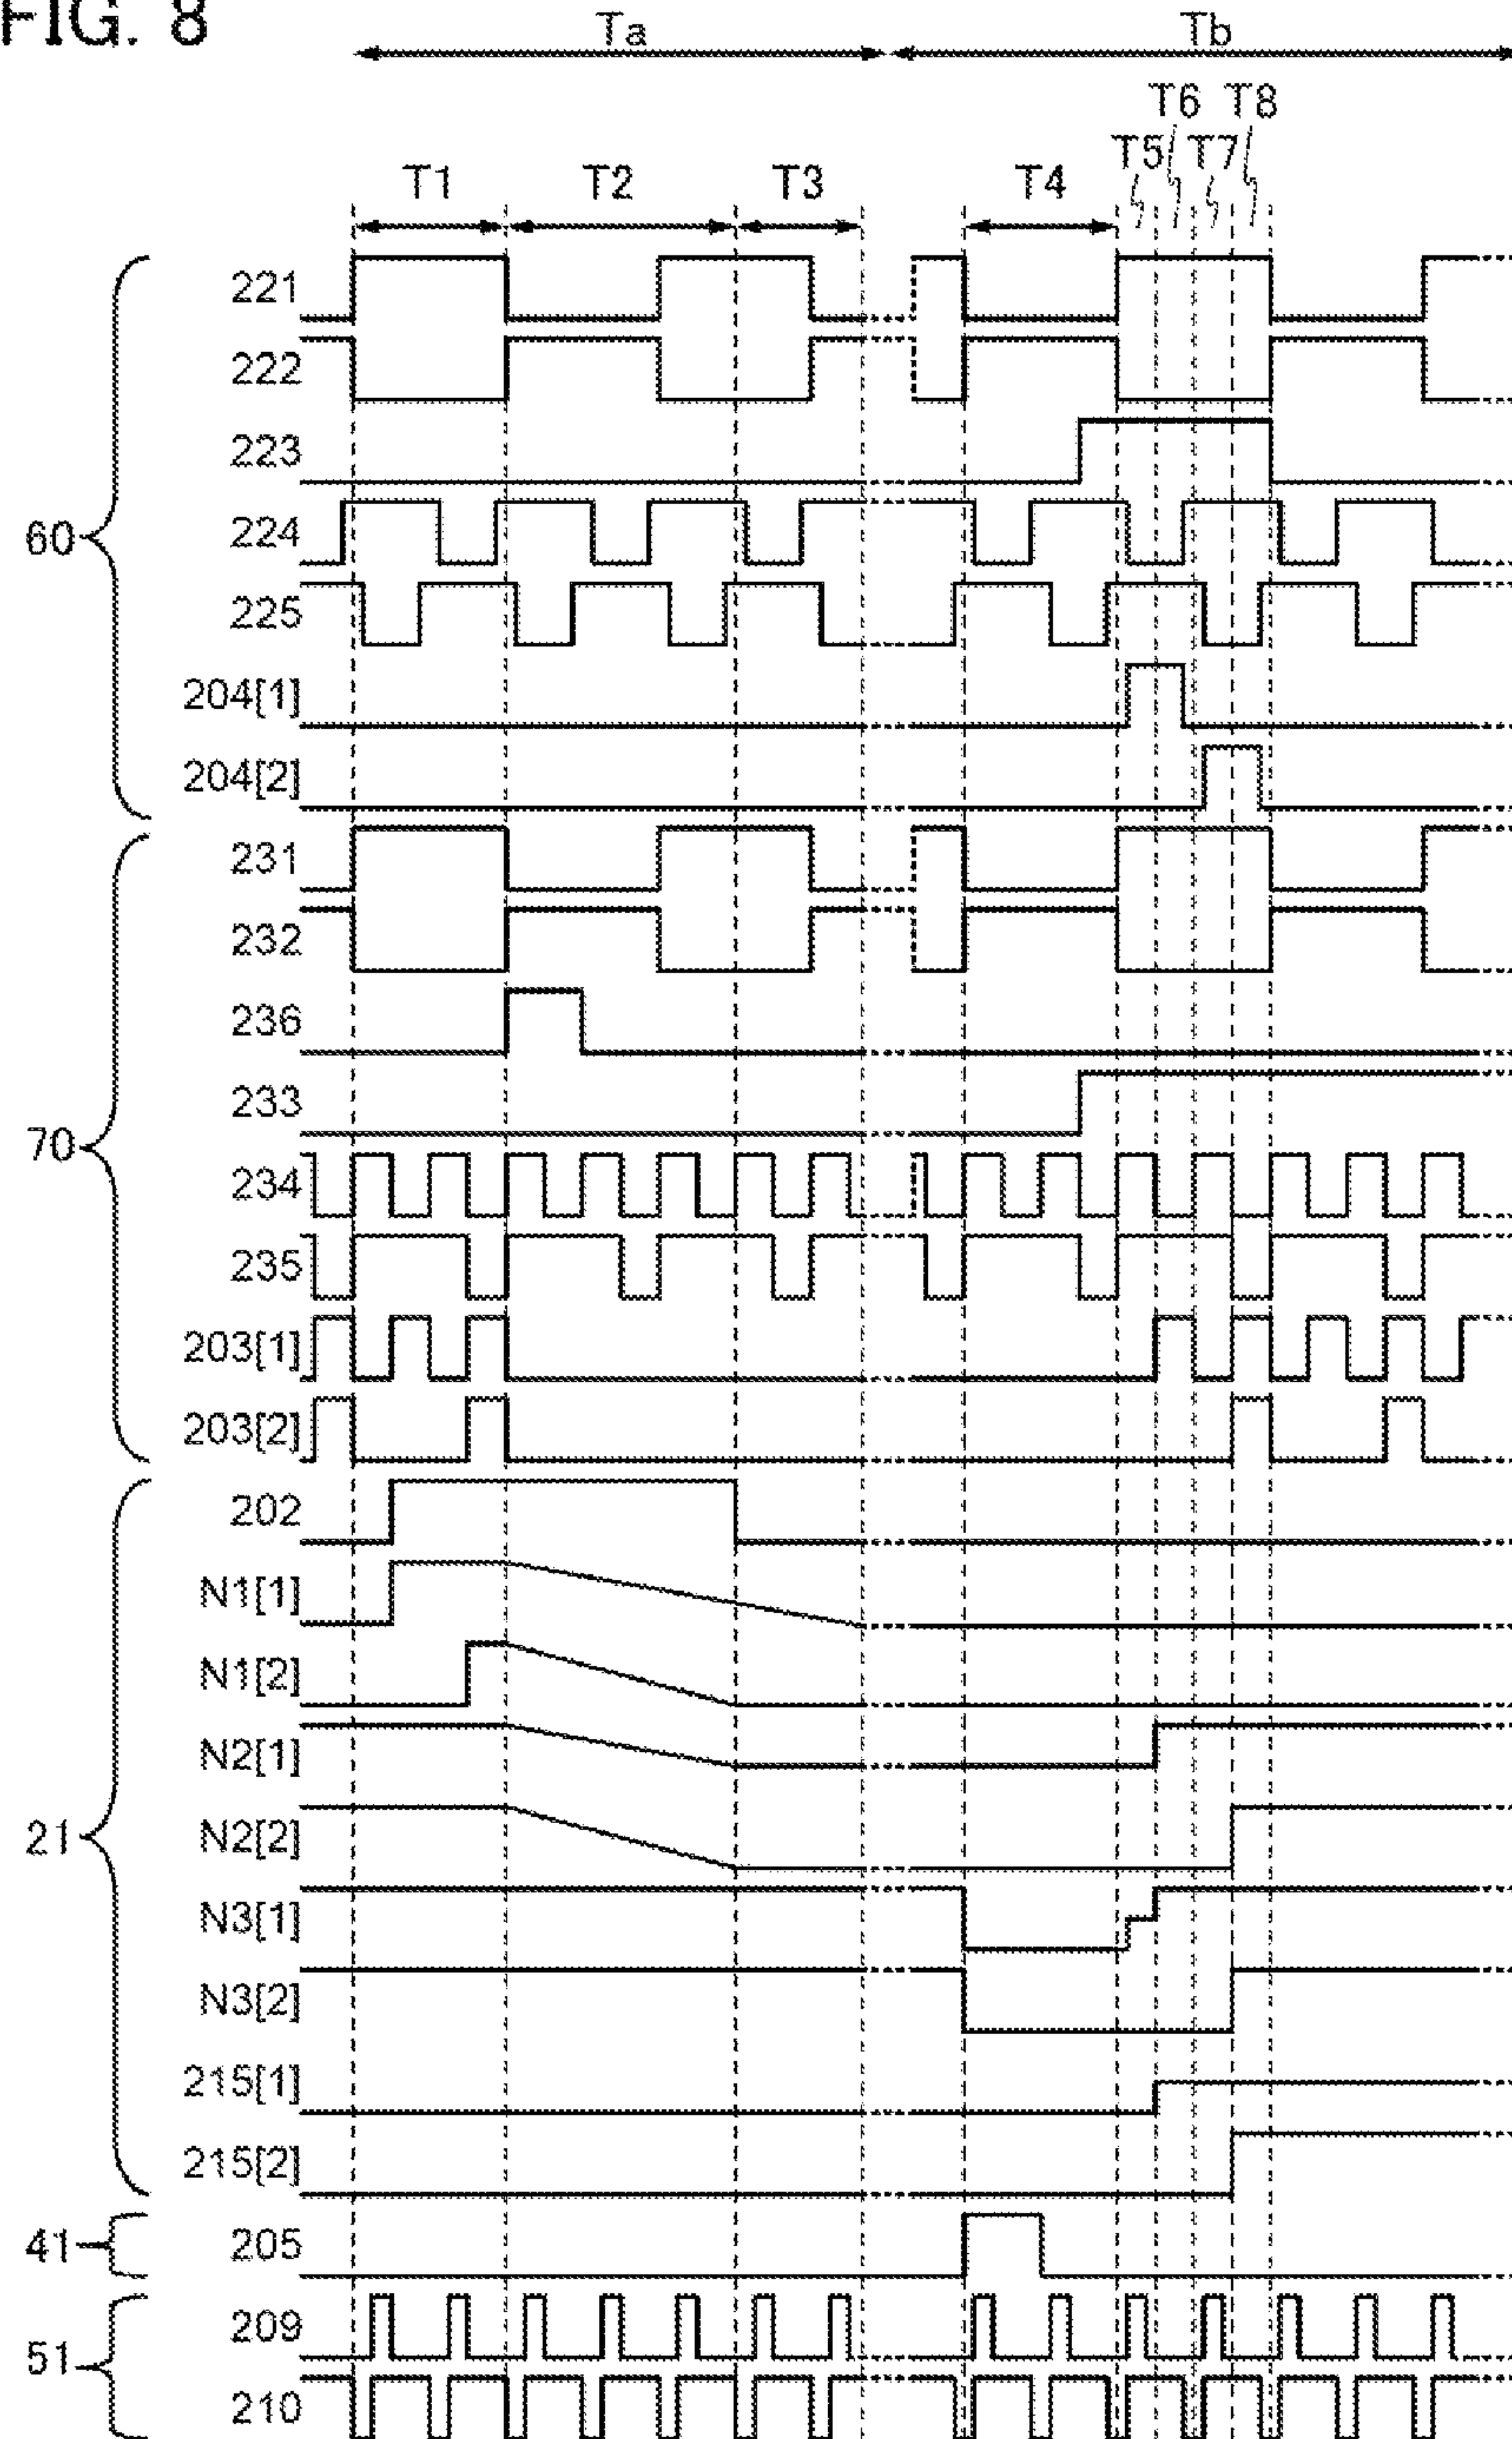 FIG. 8
Ta Tb
T6 T8
T5 T7
T1 T2 T3 T4
221
222
223
60 224
225
204[1]
204[2]
231
232
236
233
70
234
235
203[1]
203[2]
202
N1[1]
N1[2]
N2[1]
21 N2[2]
N3[1]
N3[2]
215[1]
215[2]
41 205
209
51
210